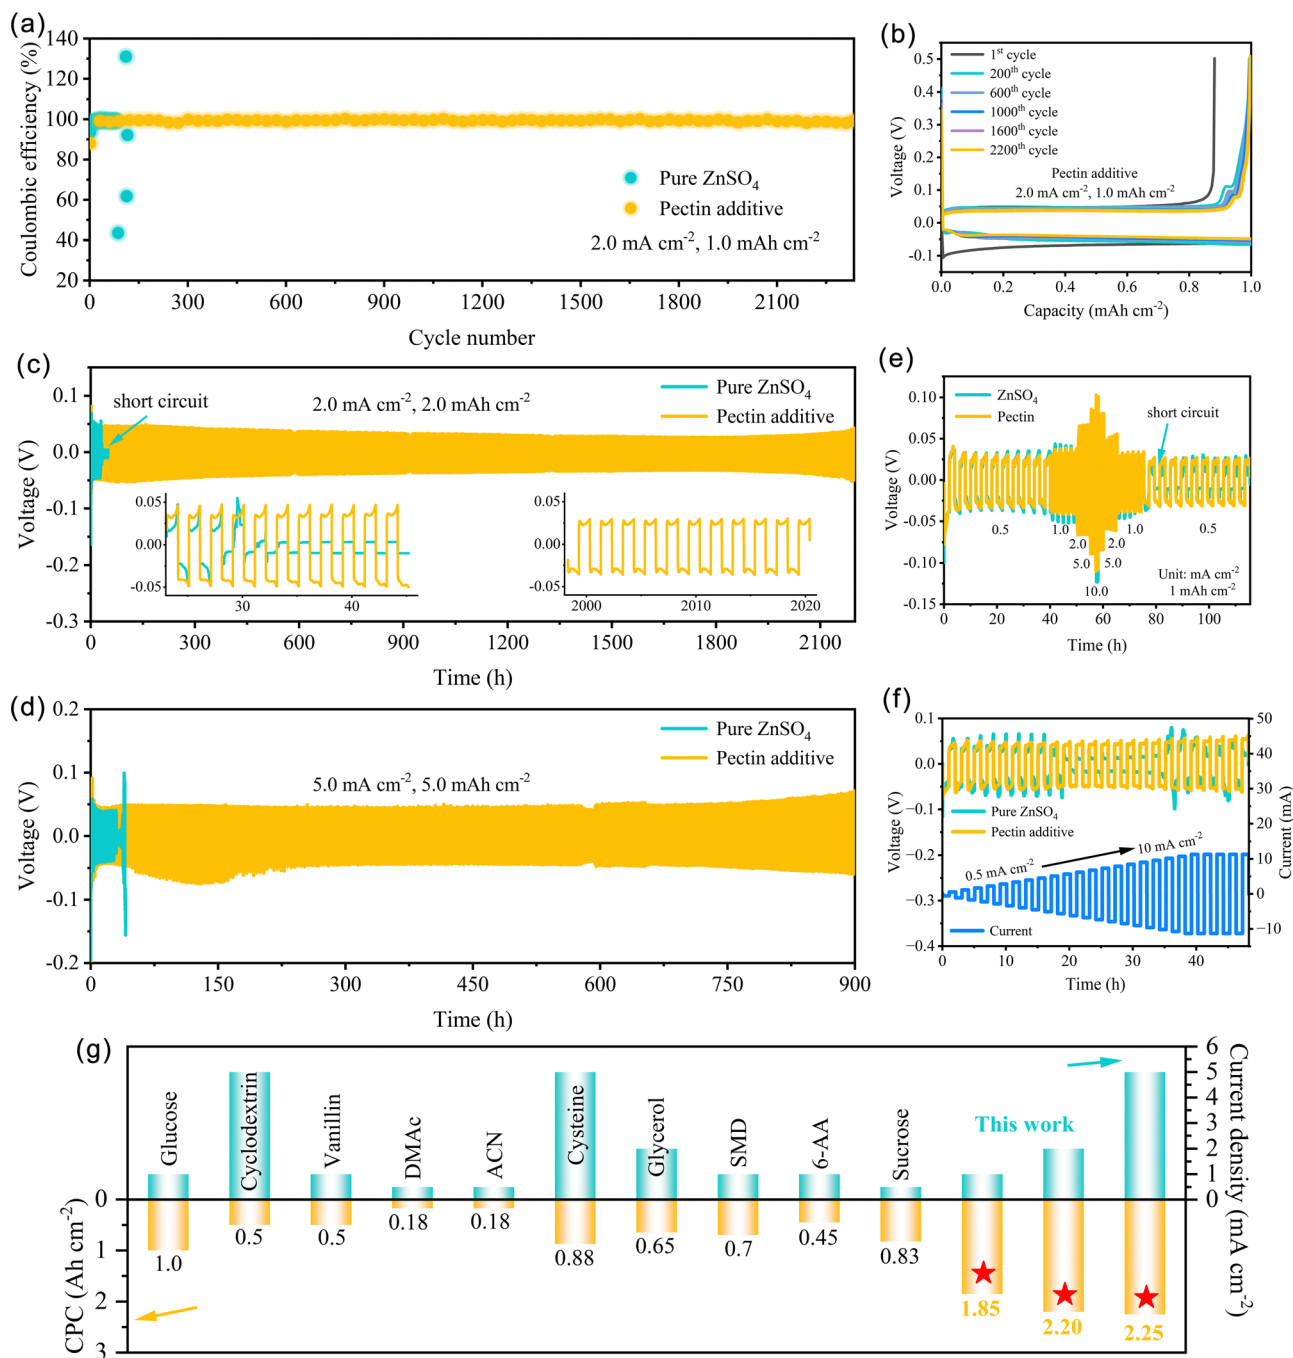 (a)
140
120
100
80
60
40
20
Coulombic efficiency (%)
Pure ZnSO4
Pectin additive
2.0 mA cm-2, 1.0 mAh cm-2
0 300 600 900 1200 1500 1800 2100
Cycle number
(b)
0.5
0.4
0.3
0.2
0.1
0.0
-0.1
Voltage (V)
1st cycle
200th cycle
600th cycle
1000th cycle
1600th cycle
2200th cycle
Pectin additive
2.0 mA cm-2, 1.0 mAh cm-2
0.0 0.2 0.4 0.6 0.8 1.0
Capacity (mAh cm-2)
(c)
0.1
0.0
-0.1
-0.2
-0.3
Voltage (V)
short circuit
2.0 mA cm-2, 2.0 mAh cm-2
Pure ZnSO4
Pectin additive
0.05
0.00
-0.05
30 40
0.05
0.00
-0.05
2000 2010 2020
0 300 600 900 1200 1500 1800 2100
Time (h)
(e)
0.10
0.05
0.00
-0.05
-0.10
-0.15
Voltage (V)
ZnSO4
Pectin
short circuit
0.5 1.0 2.0 5.0 10.0 5.0 2.0 1.0 0.5
Unit: mA cm-2
1 mAh cm-2
0 20 40 60 80 100
Time (h)
(d)
0.2
0.1
0.0
-0.1
-0.2
Voltage (V)
5.0 mA cm-2, 5.0 mAh cm-2
Pure ZnSO4
Pectin additive
0 150 300 450 600 750 900
Time (h)
(f)
0.1
0.0
−0.1
−0.2
−0.3
−0.4
Voltage (V)
Pure ZnSO4
Pectin additive
0.5 mA cm-2
10 mA cm-2
Current
50
40
30
20
10
0
−10
Current (mA)
0 10 20 30 40
Time (h)
(g)
Glucose
Cyclodextrin
Vanillin
DMAc
ACN
Cysteine
Glycerol
SMD
6-AA
Sucrose
This work
6
5
4
3
2
1
0
Current density (mA cm-2)
0
1
2
3
CPC (Ah cm-2)
1.0
0.5
0.5
0.18
0.18
0.88
0.65
0.7
0.45
0.83
1.85
2.20
2.25